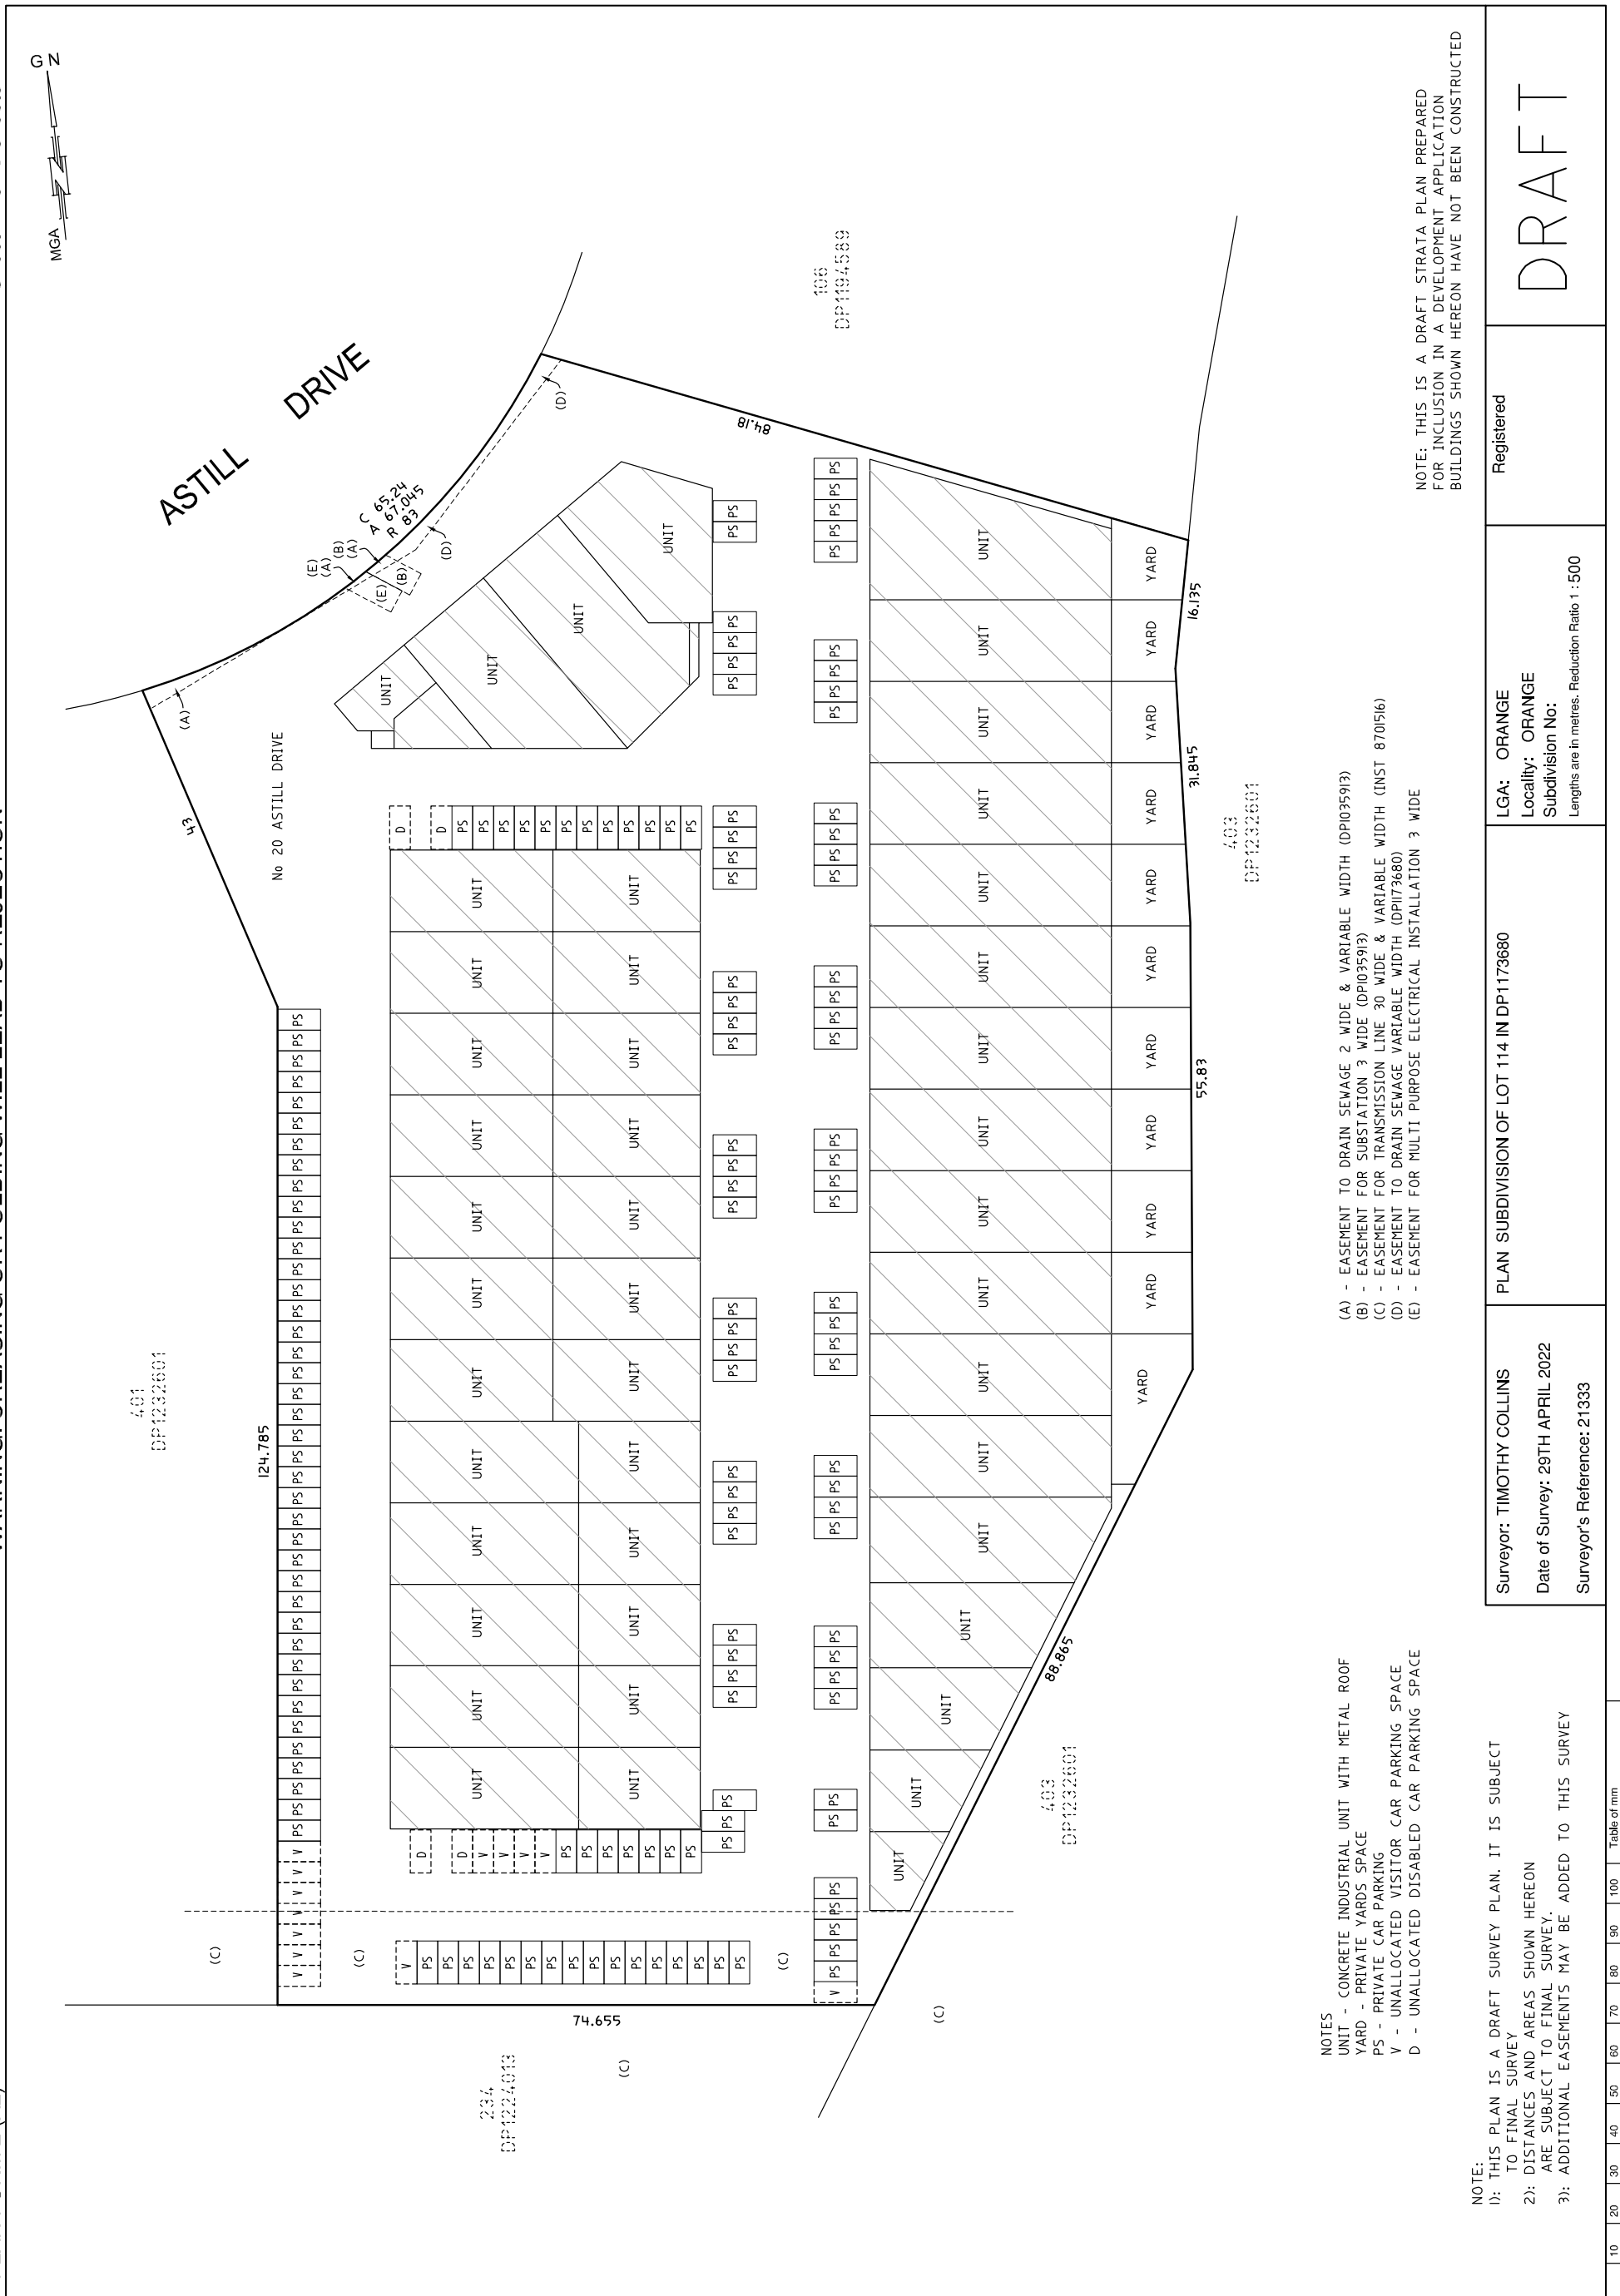 G N
MGA
ASTILL DRIVE
C 65.24
A 67.045
R 83
(E)
(A)
(B)
(A)
(E)
(B)
(D)
(D)
(A)
43
84.18
No 20 ASTILL DRIVE
106
DP1194589
401
DP1232601
124.785
UNIT
UNIT
UNIT
UNIT
UNIT
YARD
PS
V
D
16.135
31.845
55.83
88.865
74.655
403
DP1232601
403
DP1232601
234
DP1224013
(C)
(C)
(C)
(C)
(C)
(A) - EASEMENT TO DRAIN SEWAGE 2 WIDE & VARIABLE WIDTH (DP1035913)
(B) - EASEMENT FOR SUBSTATION 3 WIDE (DP1035913)
(C) - EASEMENT FOR TRANSMISSION LINE 30 WIDE & VARIABLE WIDTH (INST 8701516)
(D) - EASEMENT TO DRAIN SEWAGE VARIABLE WIDTH (DP1173680)
(E) - EASEMENT FOR MULTI PURPOSE ELECTRICAL INSTALLATION 3 WIDE
NOTE: THIS IS A DRAFT STRATA PLAN PREPARED
FOR INCLUSION IN A DEVELOPMENT APPLICATION
BUILDINGS SHOWN HEREON HAVE NOT BEEN CONSTRUCTED
NOTES
UNIT - CONCRETE INDUSTRIAL UNIT WITH METAL ROOF
YARD - PRIVATE YARDS SPACE
PS - PRIVATE CAR PARKING
V - UNALLOCATED VISITOR CAR PARKING SPACE
D - UNALLOCATED DISABLED CAR PARKING SPACE
NOTE:
1): THIS PLAN IS A DRAFT SURVEY PLAN. IT IS SUBJECT
TO FINAL SURVEY
2): DISTANCES AND AREAS SHOWN HEREON
ARE SUBJECT TO FINAL SURVEY.
3): ADDITIONAL EASEMENTS MAY BE ADDED TO THIS SURVEY
Surveyor: TIMOTHY COLLINS
Date of Survey: 29TH APRIL 2022
Surveyor's Reference: 21333
PLAN SUBDIVISION OF LOT 114 IN DP1173680
LGA: ORANGE
Locality: ORANGE
Subdivision No:
Lengths are in metres. Reduction Ratio 1 : 500
Registered
DRAFT
10 20 30 40 50 60 70 80 90 100 Table of mm